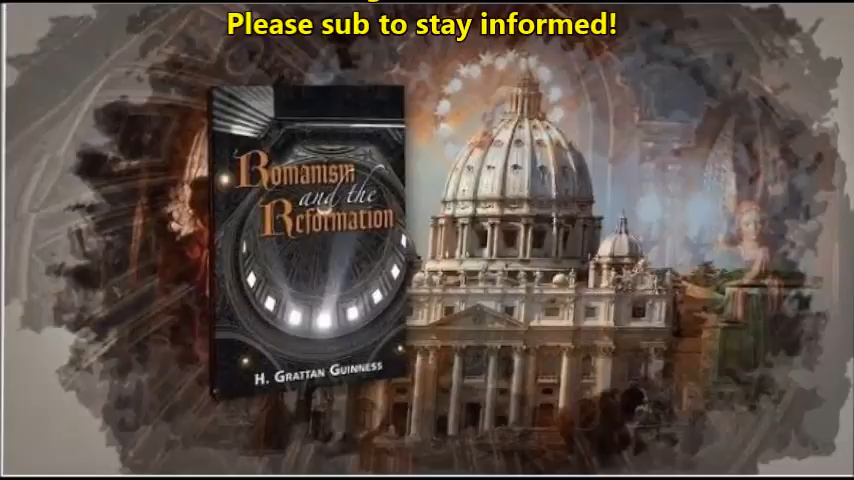 Please sub to stay informed!
Romanism
and the
Reformation
H. Grattan Guinness